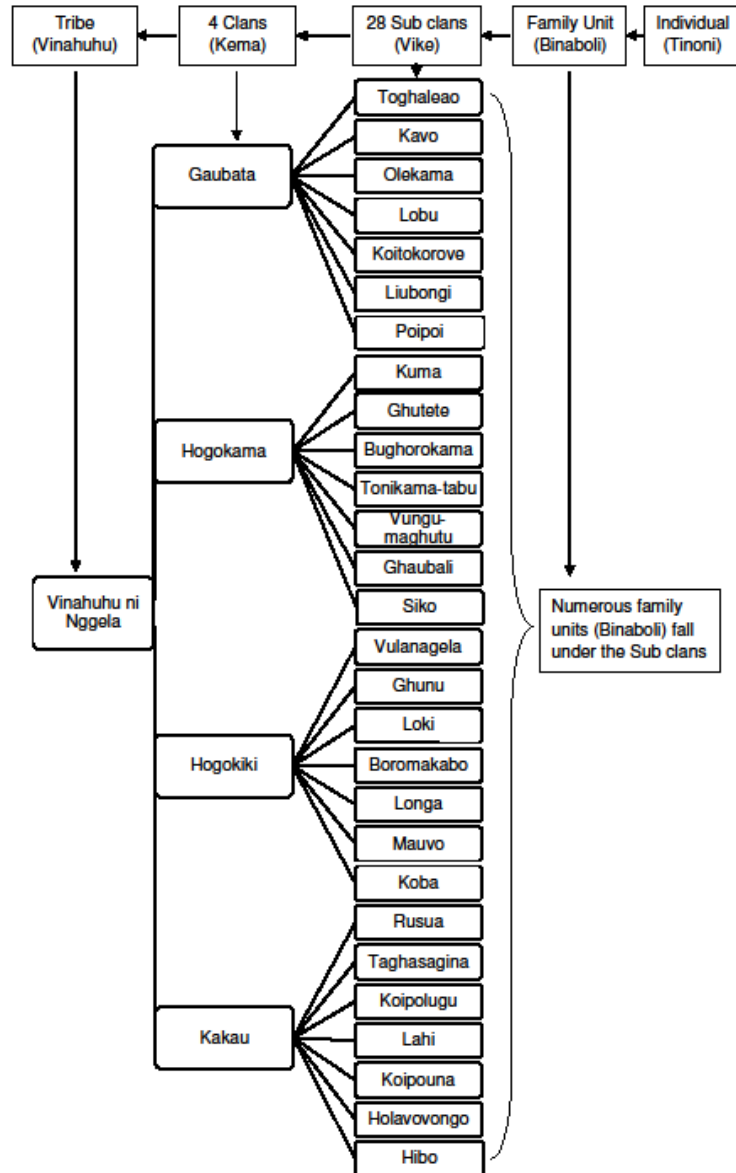 Tribe
(Vinahuhu)
4 Clans
(Kema)
28 Sub clans
(Vike)
Family Unit
(Binaboli)
Individual
(Tinoni)
Toghaleao
Kavo
Gaubata
Olekama
Lobu
Koitokorove
Liubongi
Poipoi
Kuma
Ghutete
Hogokama
Bughorokama
Tonikama-tabu
Vungu-
maghutu
Ghaubali
Siko
Vinahuhu ni
Nggela
Numerous family
units (Binaboli) fall
under the Sub clans
Vulanagela
Ghunu
Loki
Hogokiki
Boromakabo
Longa
Mauvo
Koba
Rusua
Taghasagina
Koipolugu
Kakau
Lahi
Koipouna
Holavovongo
Hibo